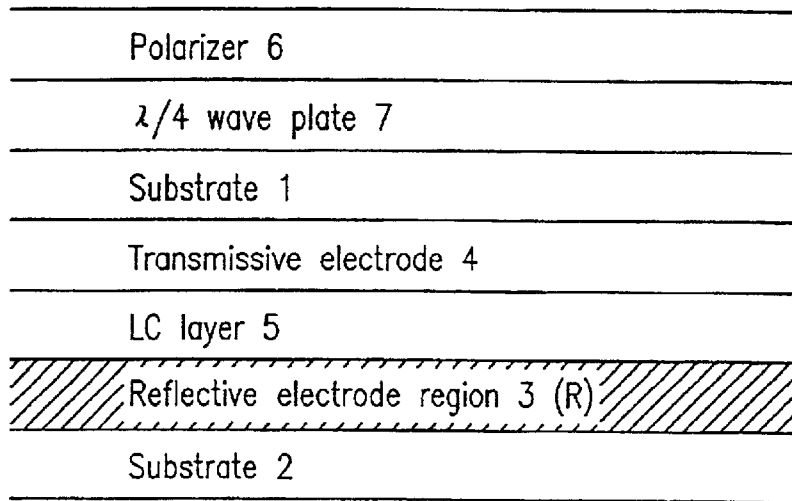 Polarizer 6
λ/4 wave plate 7
Substrate 1
Transmissive electrode 4
LC layer 5
Reflective electrode region 3 (R)
Substrate 2